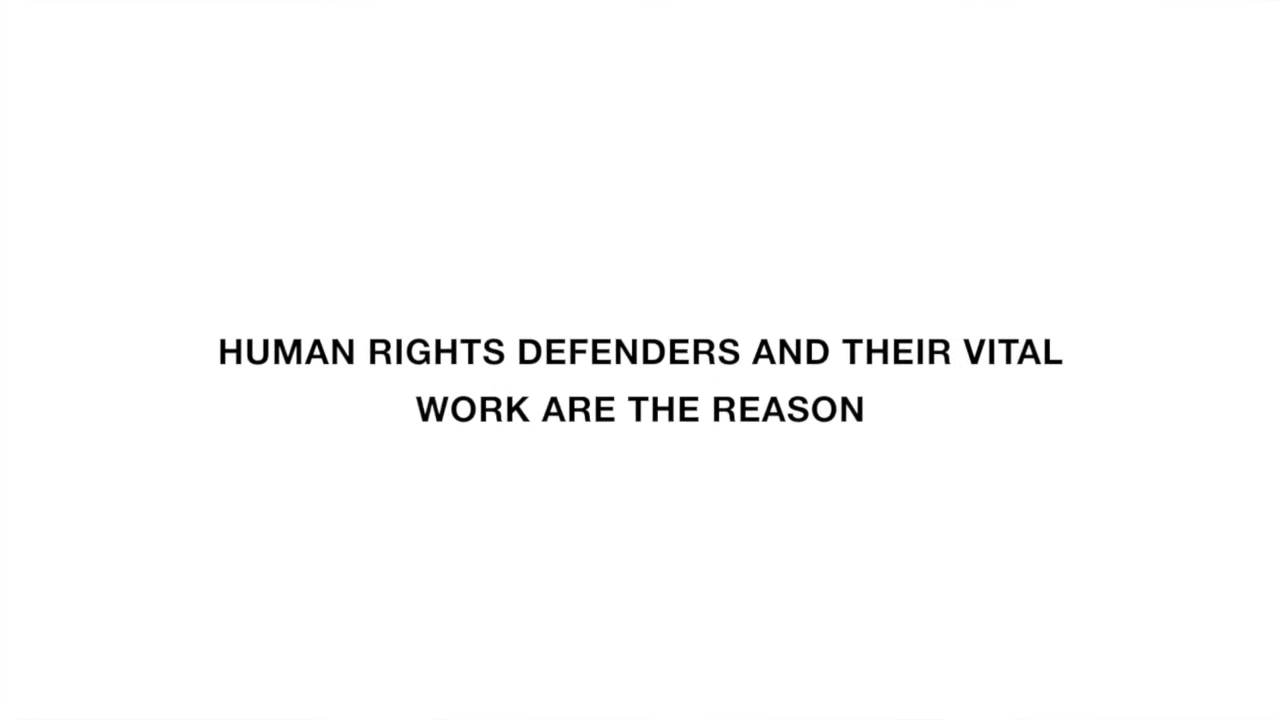 HUMAN RIGHTS DEFENDERS AND THEIR VITAL
WORK ARE THE REASON